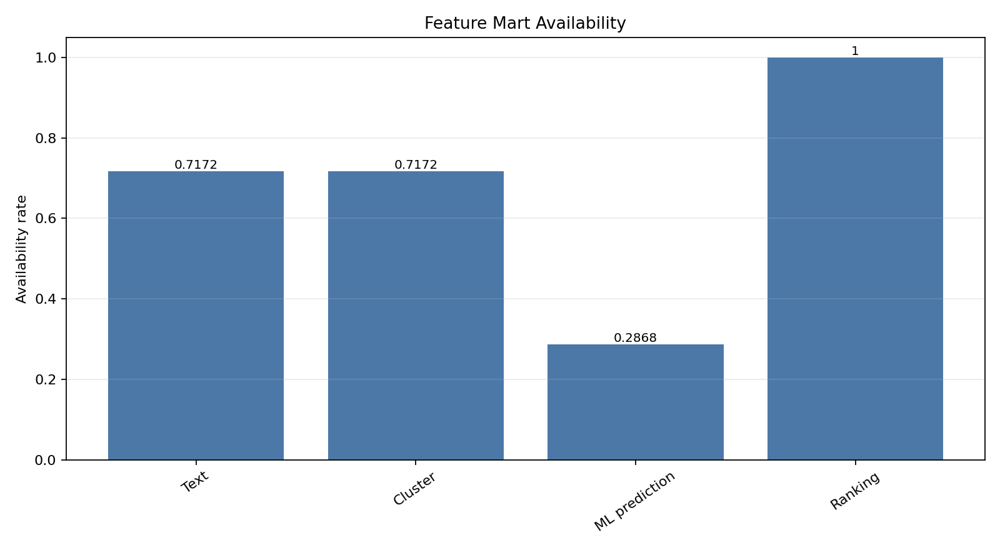 Feature Mart Availability
Availability rate
1.0
0.8
0.6
0.4
0.2
0.0
0.7172
0.7172
0.2868
1
Text
Cluster
ML prediction
Ranking